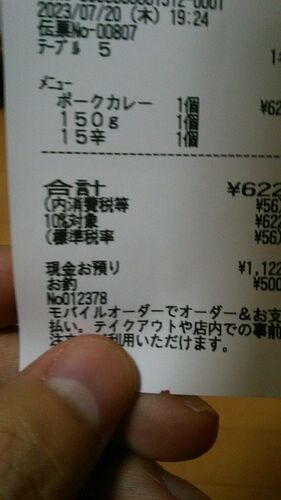 2023/07/20 (木) 19:24
伝票No-00807
テーブル 5
メニュー
ポークカレー 1個 ¥62
150g 1個
15辛 1個
合計 ¥622
(内消費税等 ¥56
10%対象 ¥622
(標準税率 ¥56
現金お預り ¥1,122
お釣 ¥500
No012378
モバイルオーダーでオーダー&お支
払い。テイクアウトや店内での事前
利用いただけます。